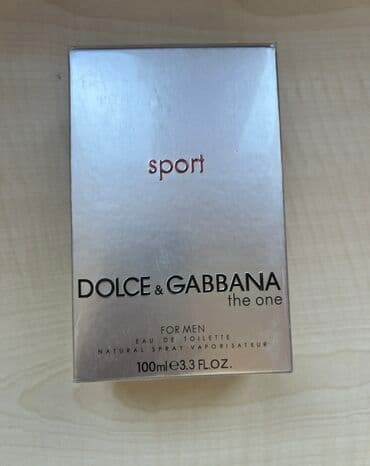 sport
DOLCE & GABBANA
the one
FOR MEN
EAU DE TOILETTE
NATURAL SPRAY VAPORISATEUR
100ml℮3.3 FL.OZ.